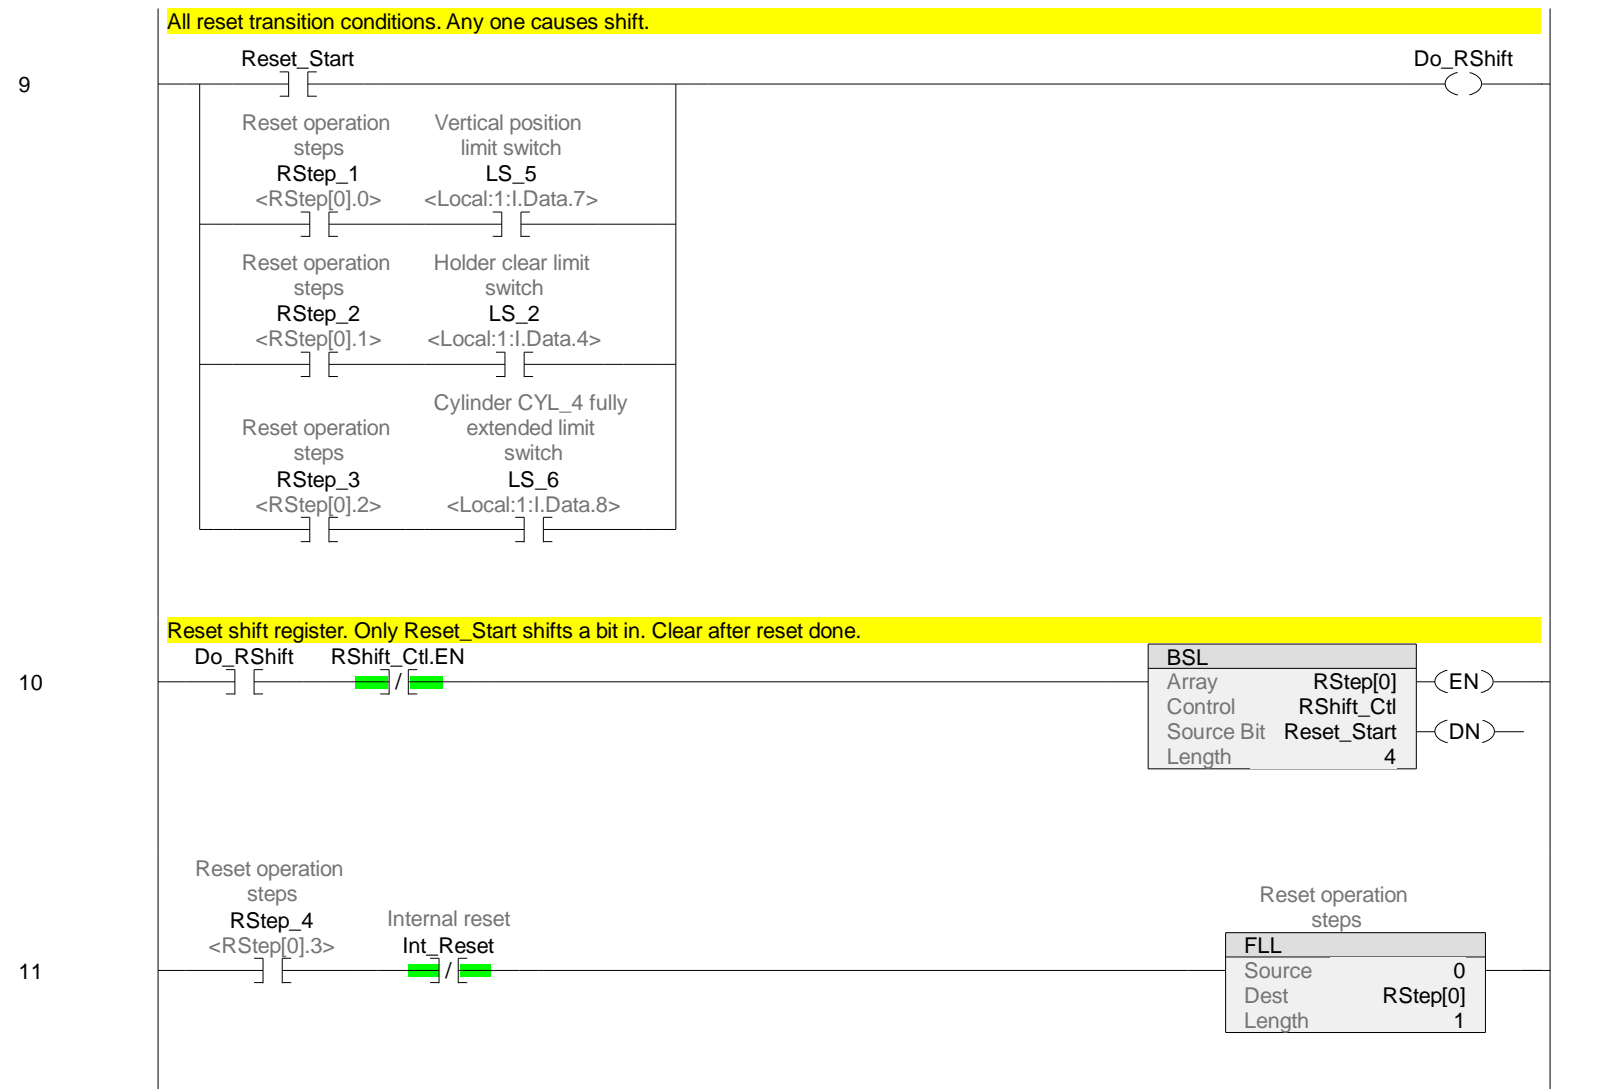 All reset transition conditions. Any one causes shift.
Reset_Start
Do_RShift
9
Reset operation
steps
RStep_1
<RStep[0].0>
Vertical position
limit switch
LS_5
<Local:1:I.Data.7>
Reset operation
steps
RStep_2
<RStep[0].1>
Holder clear limit
switch
LS_2
<Local:1:I.Data.4>
Reset operation
steps
RStep_3
<RStep[0].2>
Cylinder CYL_4 fully
extended limit
switch
LS_6
<Local:1:I.Data.8>
Reset shift register. Only Reset_Start shifts a bit in. Clear after reset done.
Do_RShift
RShift_Ctl.EN
/
10
BSL
Array RStep[0]
Control RShift_Ctl
Source Bit Reset_Start
Length 4
EN
DN
Reset operation
steps
RStep_4
<RStep[0].3>
Internal reset
Int_Reset
/
11
Reset operation
steps
FLL
Source 0
Dest RStep[0]
Length 1